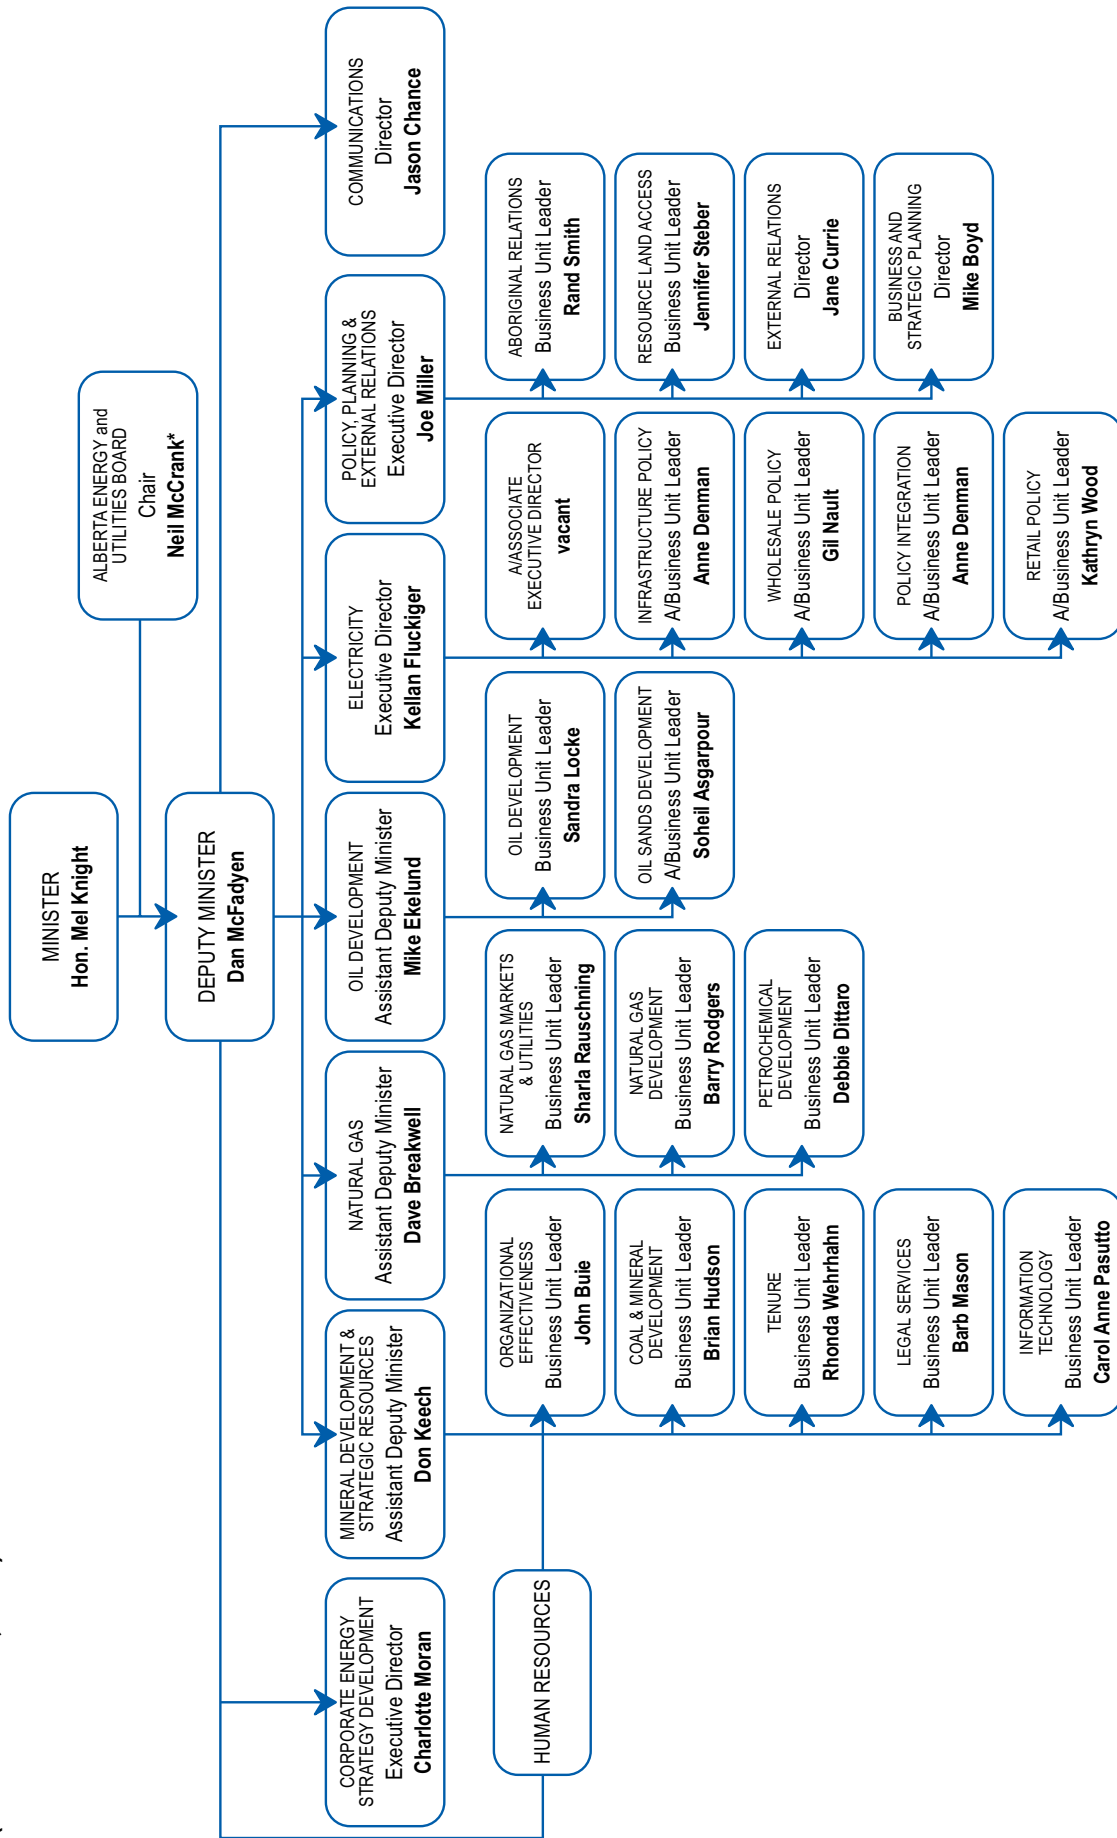 MINISTER
Hon. Mel Knight
ALBERTA ENERGY and
UTILITIES BOARD
Chair
Neil McCrank*
DEPUTY MINISTER
Dan McFadyen
CORPORATE ENERGY
STRATEGY DEVELOPMENT
Executive Director
Charlotte Moran
MINERAL DEVELOPMENT &
STRATEGIC RESOURCES
Assistant Deputy Minister
Don Keech
NATURAL GAS
Assistant Deputy Minister
Dave Breakwell
OIL DEVELOPMENT
Assistant Deputy Minister
Mike Ekelund
ELECTRICITY
Executive Director
Kellan Fluckiger
POLICY, PLANNING &
EXTERNAL RELATIONS
Executive Director
Joe Miller
COMMUNICATIONS
Director
Jason Chance
HUMAN RESOURCES
ORGANIZATIONAL
EFFECTIVENESS
Business Unit Leader
John Buie
COAL & MINERAL
DEVELOPMENT
Business Unit Leader
Brian Hudson
TENURE
Business Unit Leader
Rhonda Wehrhahn
LEGAL SERVICES
Business Unit Leader
Barb Mason
INFORMATION
TECHNOLOGY
Business Unit Leader
Carol Anne Pasutto
NATURAL GAS MARKETS
& UTILITIES
Business Unit Leader
Sharla Rauschning
NATURAL GAS
DEVELOPMENT
Business Unit Leader
Barry Rodgers
PETROCHEMICAL
DEVELOPMENT
Business Unit Leader
Debbie Dittaro
OIL DEVELOPMENT
Business Unit Leader
Sandra Locke
OIL SANDS DEVELOPMENT
A/Business Unit Leader
Soheil Asgarpour
A/ASSOCIATE
EXECUTIVE DIRECTOR
vacant
INFRASTRUCTURE POLICY
A/Business Unit Leader
Anne Denman
WHOLESALE POLICY
A/Business Unit Leader
Gil Nault
POLICY INTEGRATION
A/Business Unit Leader
Anne Denman
RETAIL POLICY
A/Business Unit Leader
Kathryn Wood
ABORIGINAL RELATIONS
Business Unit Leader
Rand Smith
RESOURCE LAND ACCESS
Business Unit Leader
Jennifer Steber
EXTERNAL RELATIONS
Director
Jane Currie
BUSINESS AND
STRATEGIC PLANNING
Director
Mike Boyd